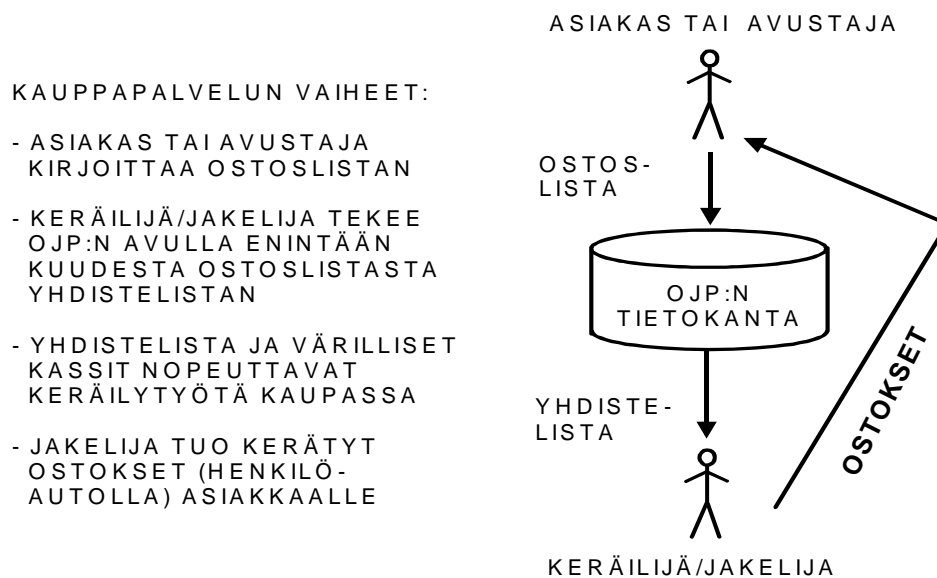 KAUPPAPALVELUN VAIHEET:
- ASIAKAS TAI AVUSTAJA
KIRJOITTAA OSTOSLISTAN
- KERÄILIJÄ/JAKELIJA TEKEE
OJP:N AVULLA ENINTÄÄN
KUUDESTA OSTOSLISTASTA
YHDISTELISTAN
- YHDISTELISTA JA VÄRILLISET
KASSIT NOPEUTTAVAT
KERÄILYTYÖTÄ KAUPASSA
- JAKELIJA TUO KERÄTYT
OSTOKSET (HENKILÖ-
AUTOLLA) ASIAKKAALLE
ASIAKAS TAI AVUSTAJA
OSTOS-
LISTA
OJP:N
TIETOKANTA
YHDISTE-
LISTA
OSTOKSET
KERÄILIJÄ/JAKELIJA